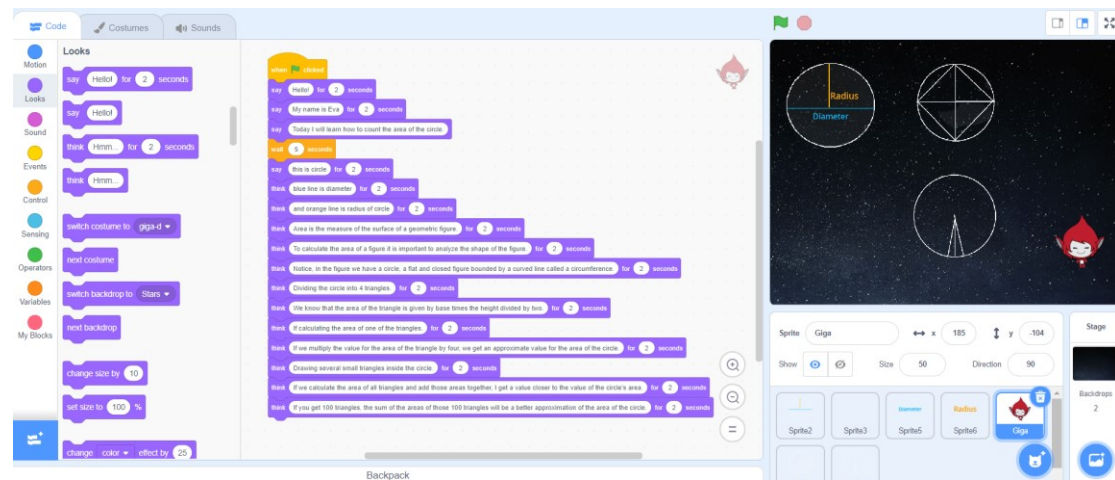 Code
Costumes
Sounds
Motion
Looks
Sound
Events
Control
Sensing
Operators
Variables
My Blocks
Looks
say Hello! for 2 seconds
say Hello!
think Hmm... for 2 seconds
think Hmm...
switch costume to giga-d
next costume
switch backdrop to Stars
next backdrop
change size by 10
set size to 100 %
change color effect by 25
when clicked
say Hello! for 2 seconds
say My name is Eva for 2 seconds
say Today I will learn how to count the area of the circle.
wait 5 seconds
say this is circle for 2 seconds
think blue line is diameter for 2 seconds
think and orange line is radius of circle for 2 seconds
think Area is the measure of the surface of a geometric figure. for 2 seconds
think To calculate the area of a figure it is important to analyze the shape of the figure. for 2 seconds
think Notice, in the figure we have a circle, a flat and closed figure bounded by a curved line called a circumference. for 2 seconds
think Dividing the circle into 4 triangles. for 2 seconds
think We know that the area of the triangle is given by base times the height divided by two. for 2 seconds
think If calculating the area of one of the triangles, for 2 seconds
think If we multiply the value for the area of the triangle by four, we get an approximate value for the area of the circle. for 2 seconds
think Drawing several small triangles inside the circle. for 2 seconds
think If we calculate the area of all triangles and add those areas together, I get a value closer to the value of the circle's area. for 2 seconds
think If you get 100 triangles, the sum of the areas of those 100 triangles will be a better approximation of the area of the circle. for 2 seconds
Backpack
Radius
Diameter
Sprite Giga x 185 y -104
Show Size 50 Direction 90
Sprite2
Sprite3
Diameter
Sprite5
Radius
Sprite6
Giga
Stage
Backdrops
2